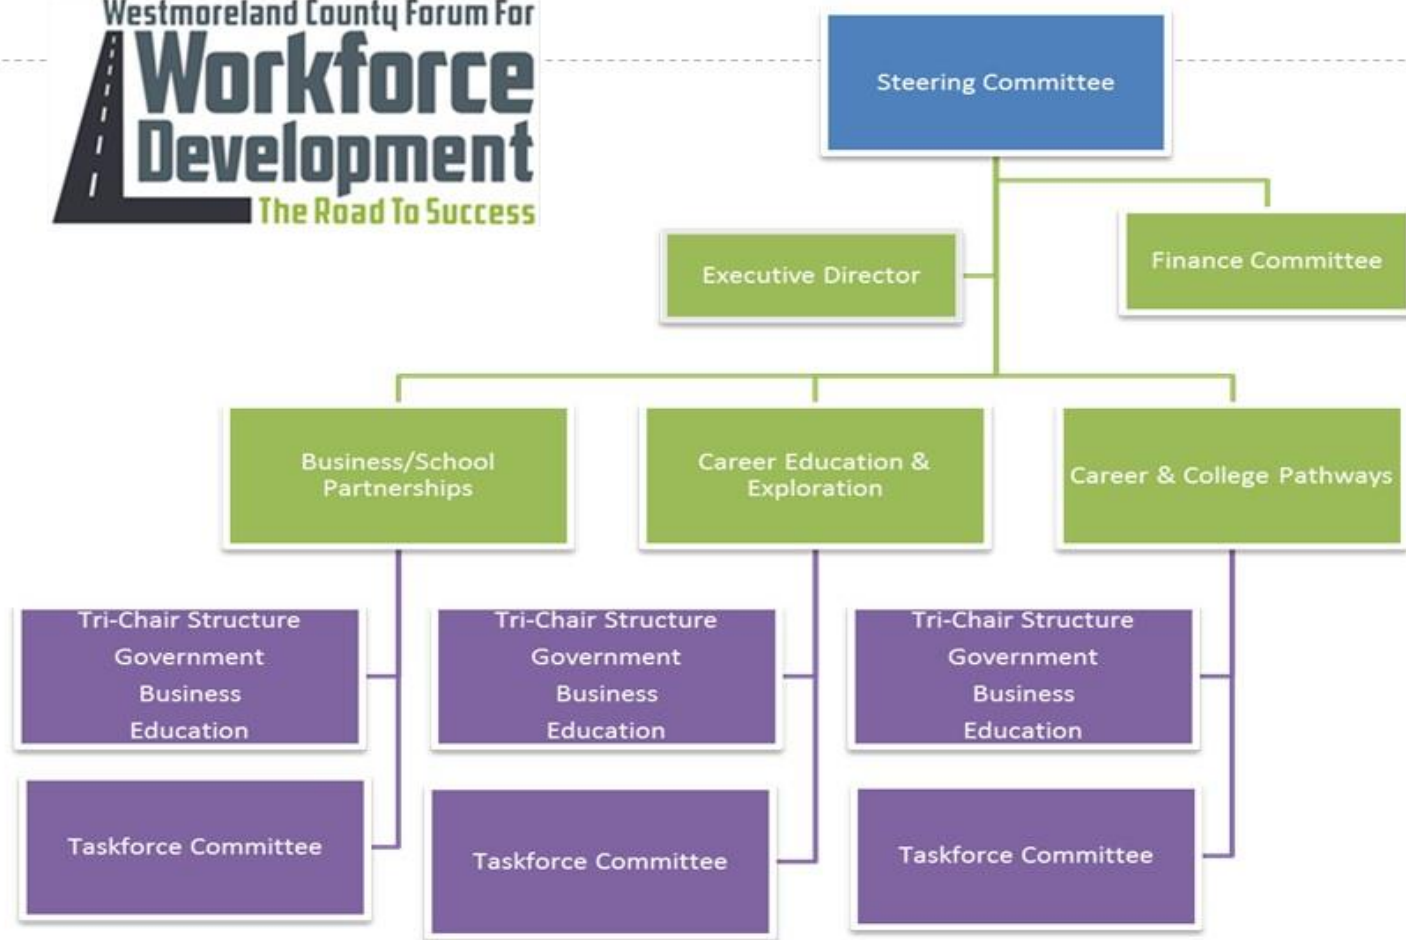 Westmoreland County Forum For
Workforce
Development
The Road To Success
Steering Committee
Executive Director
Finance Committee
Business/School
Partnerships
Career Education &
Exploration
Career & College Pathways
Tri-Chair Structure
Government
Business
Education
Tri-Chair Structure
Government
Business
Education
Tri-Chair Structure
Government
Business
Education
Taskforce Committee
Taskforce Committee
Taskforce Committee